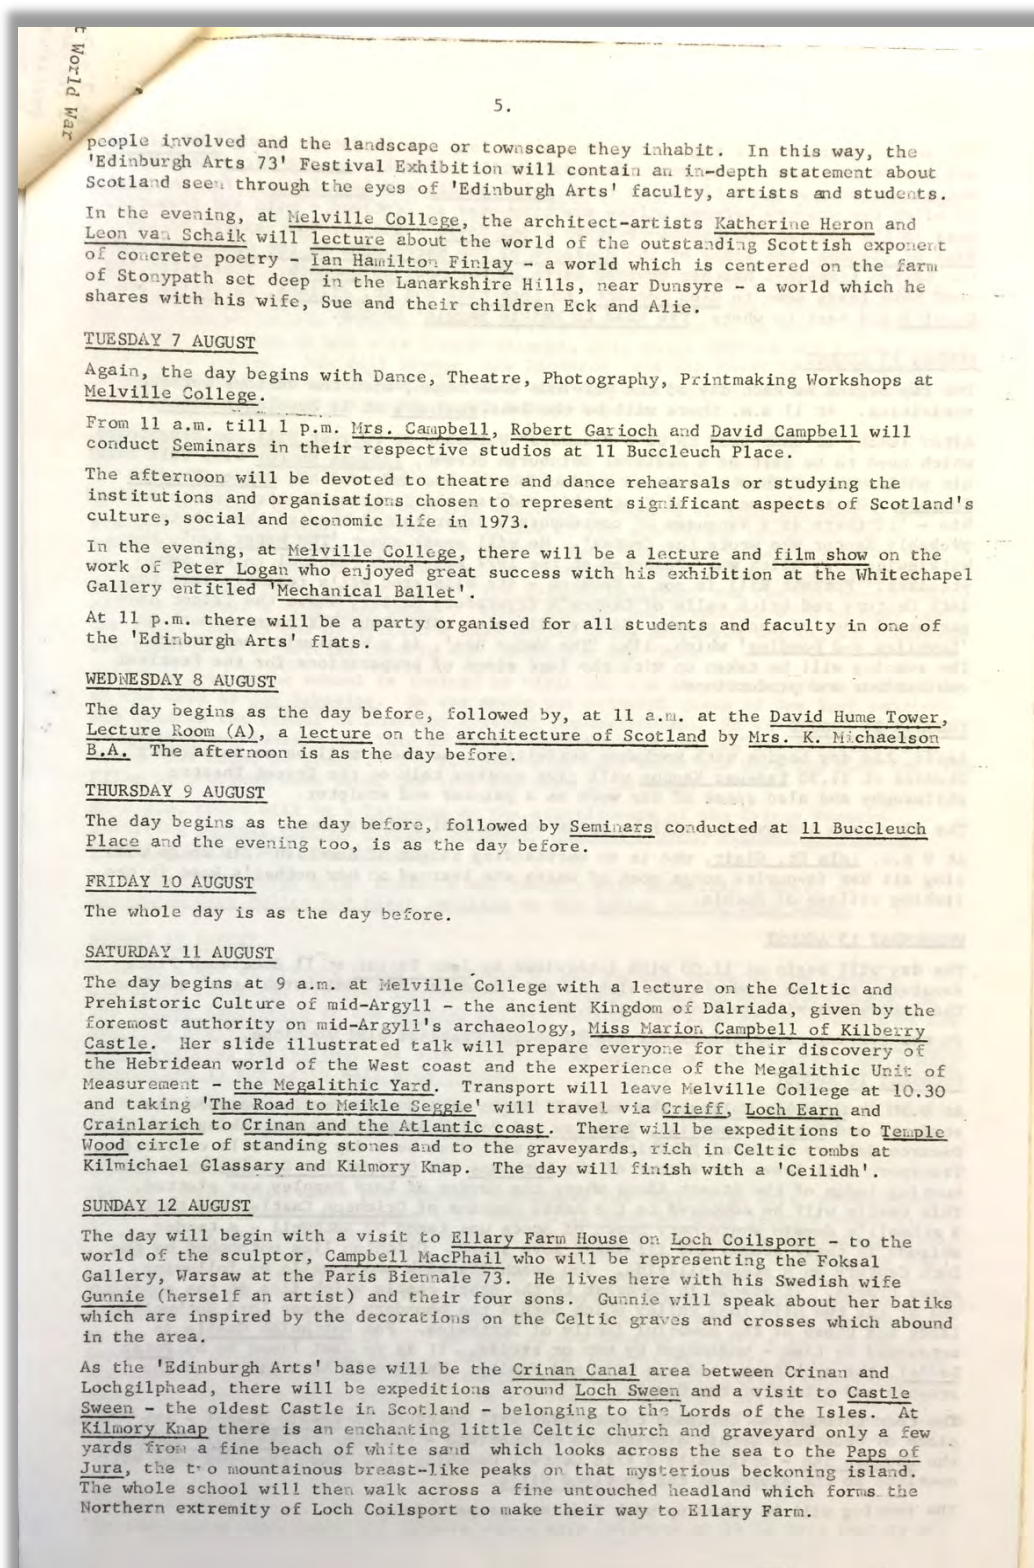 t World War
5.
people involved and the landscape or townscape they inhabit. In this way, the
'Edinburgh Arts 73' Festival Exhibition will contain an in-depth statement about
Scotland seen through the eyes of 'Edinburgh Arts' faculty, artists and students.
In the evening, at Melville College, the architect-artists Katherine Heron and
Leon van Schaik will lecture about the world of the outstanding Scottish exponent
of concrete poetry - Ian Hamilton Finlay - a world which is centered on the farm
of Stonypath set deep in the Lanarkshire Hills, near Dunsyre - a world which he
shares with his wife, Sue and their children Eck and Alie.
TUESDAY 7 AUGUST
Again, the day begins with Dance, Theatre, Photography, Printmaking Workshops at
Melville College.
From 11 a.m. till 1 p.m. Mrs. Campbell, Robert Garioch and David Campbell will
conduct Seminars in their respective studios at 11 Buccleuch Place.
The afternoon will be devoted to theatre and dance rehearsals or studying the
institutions and organisations chosen to represent significant aspects of Scotland's
culture, social and economic life in 1973.
In the evening, at Melville College, there will be a lecture and film show on the
work of Peter Logan who enjoyed great success with his exhibition at the Whitechapel
Gallery entitled 'Mechanical Ballet'.
At 11 p.m. there will be a party organised for all students and faculty in one of
the 'Edinburgh Arts' flats.
WEDNESDAY 8 AUGUST
The day begins as the day before, followed by, at 11 a.m. at the David Hume Tower,
Lecture Room (A), a lecture on the architecture of Scotland by Mrs. K. Michaelson
B.A. The afternoon is as the day before.
THURSDAY 9 AUGUST
The day begins as the day before, followed by Seminars conducted at 11 Buccleuch
Place and the evening too, is as the day before.
FRIDAY 10 AUGUST
The whole day is as the day before.
SATURDAY 11 AUGUST
The day begins at 9 a.m. at Melville College with a lecture on the Celtic and
Prehistoric Culture of mid-Argyll - the ancient Kingdom of Dalriada, given by the
foremost authority on mid-Argyll's archaeology, Miss Marion Campbell of Kilberry
Castle. Her slide illustrated talk will prepare everyone for their discovery of
the Hebridean world of the West coast and the experience of the Megalithic Unit of
Measurement - the Megalithic Yard. Transport will leave Melville College at 10.30
and taking 'The Road to Meikle Seggie' will travel via Crieff, Loch Earn and
Crainlarich to Crinan and the Atlantic coast. There will be expeditions to Temple
Wood circle of standing stones and to the graveyards, rich in Celtic tombs at
Kilmichael Glassary and Kilmory Knap. The day will finish with a 'Ceilidh'.
SUNDAY 12 AUGUST
The day will begin with a visit to Ellary Farm House on Loch Coilsport - to the
world of the sculptor, Campbell MacPhail who will be representing the Foksal
Gallery, Warsaw at the Paris Biennale 73. He lives here with his Swedish wife
Gunnie (herself an artist) and their four sons. Gunnie will speak about her batiks
which are inspired by the decorations on the Celtic graves and crosses which abound
in the area.
As the 'Edinburgh Arts' base will be the Crinan Canal area between Crinan and
Lochgilphead, there will be expeditions around Loch Sween and a visit to Castle
Sween - the oldest Castle in Scotland - belonging to the Lords of the Isles. At
Kilmory Knap there is an enchanting little Celtic church and graveyard only a few
yards from a fine beach of white sand which looks across the sea to the Paps of
Jura, the two mountainous breast-like peaks on that mysterious beckoning island.
The whole school will then walk across a fine untouched headland which forms the
Northern extremity of Loch Coilsport to make their way to Ellary Farm.